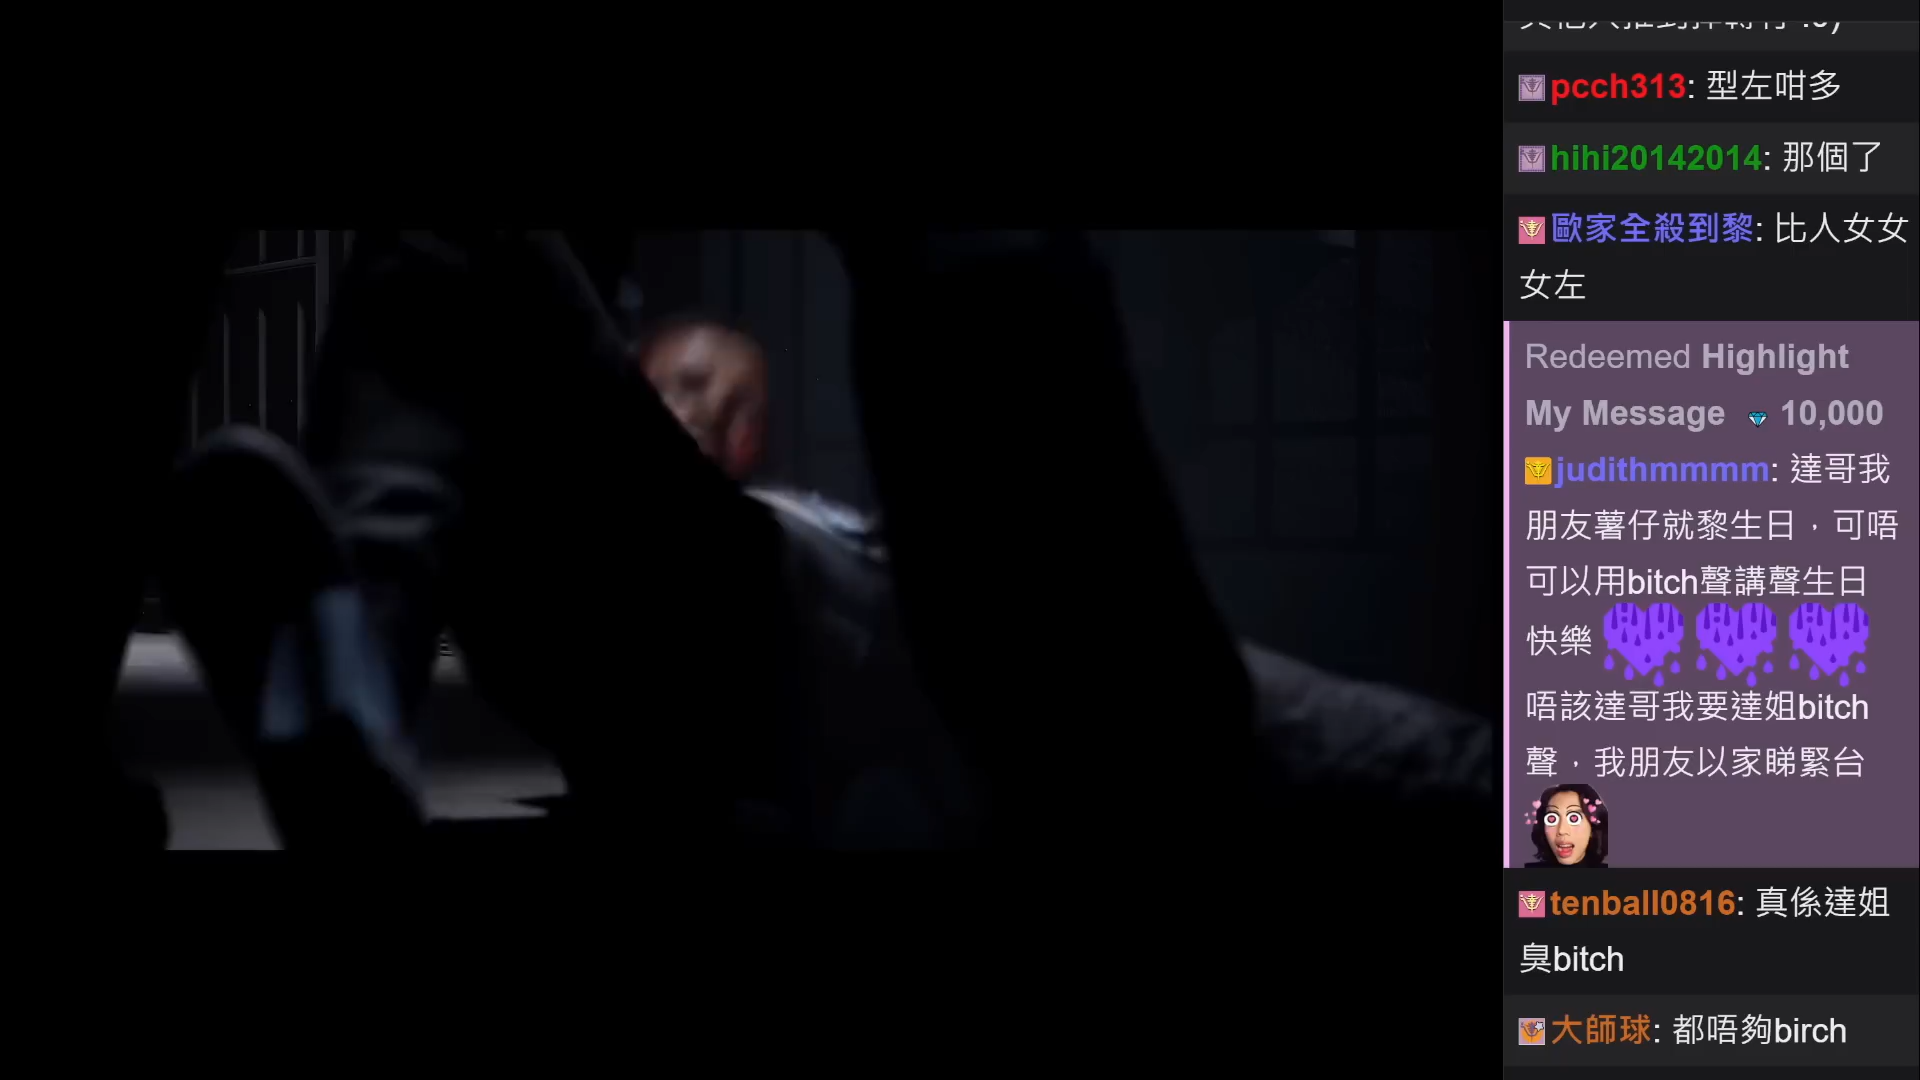 pcch313: 型左咁多
hihi20142014: 那個了
歐家全殺到黎: 比人女女
女左
Redeemed Highlight
My Message 10,000
judithmmmm: 達哥我
朋友薯仔就黎生日，可唔
可以用bitch聲講聲生日
快樂
唔該達哥我要達姐bitch
聲，我朋友以家睇緊台
tenball0816: 真係達姐
臭bitch
大師球: 都唔夠birch